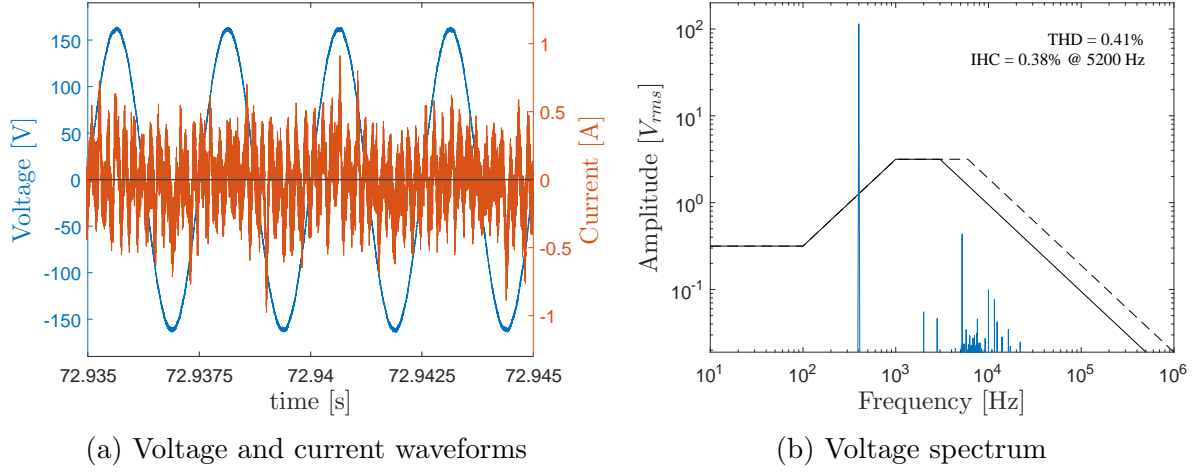 150
100
50
0
-50
-100
-150
Voltage [V]
1
0.5
0
-0.5
-1
Current [A]
72.935 72.9375 72.94 72.9425 72.945
time [s]
(a) Voltage and current waveforms
10² 
10¹
10⁰
10⁻¹
Amplitude [Vrms]
THD = 0.41%
IHC = 0.38% @ 5200 Hz
10¹ 10² 10³ 10⁴ 10⁵ 10⁶
Frequency [Hz]
(b) Voltage spectrum